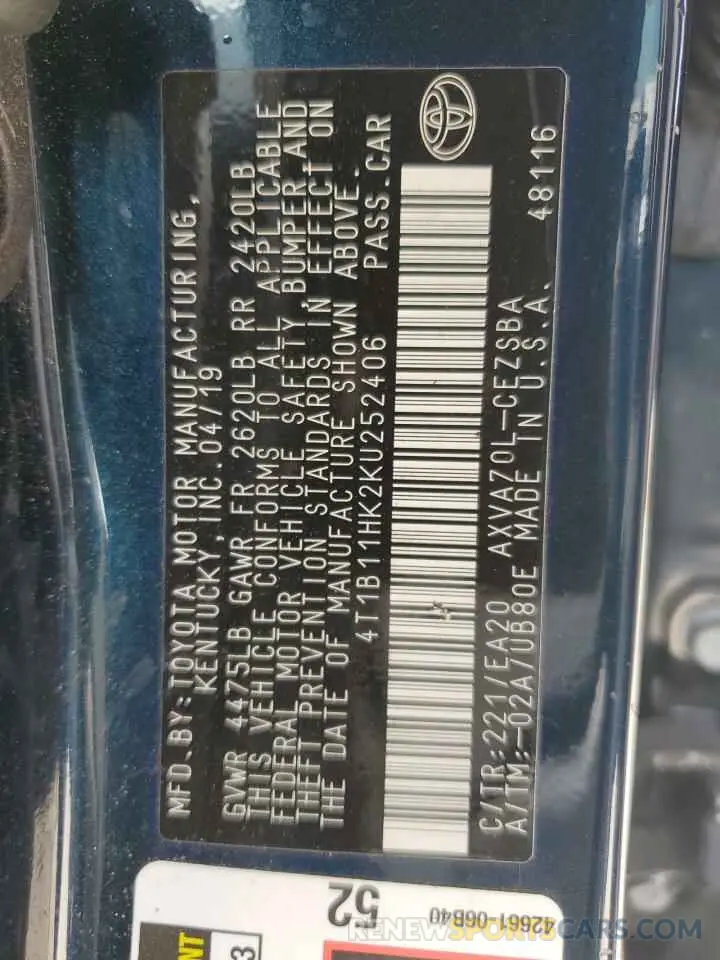 MFD.BY:TOYOTA MOTOR MANUFACTURING,
KENTUCKY,INC.04/19
GVWR 4475LB GAWR FR 2620LB RR 2420LB
THIS VEHICLE CONFORMS TO ALL APPLICABLE
FEDERAL MOTOR VEHICLE SAFETY, BUMPER, AND
THEFT PREVENTION STANDARDS IN EFFECT ON
THE DATE OF MANUFACTURE SHOWN ABOVE.
4T1B11HK2KU252406 PASS.CAR
C/TR:221/EA20 AXVA70L-CEZSBA
A/TM:-02A/UB80E MADE IN U.S.A. 48116
52
42661-06B40
NT
3
RENEWSPORTSCARS.COM